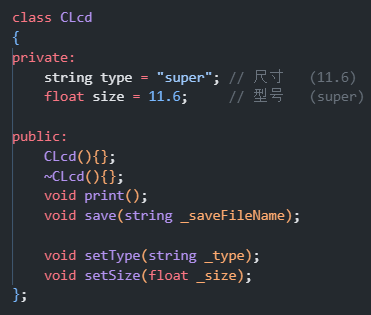 class CLcd
{
private:
    string type = "super"; // 尺寸   (11.6)
    float size = 11.6;     // 型号   (super)

public:
    CLcd(){};
    ~CLcd(){};
    void print();
    void save(string _saveFileName);

    void setType(string _type);
    void setSize(float _size);
};